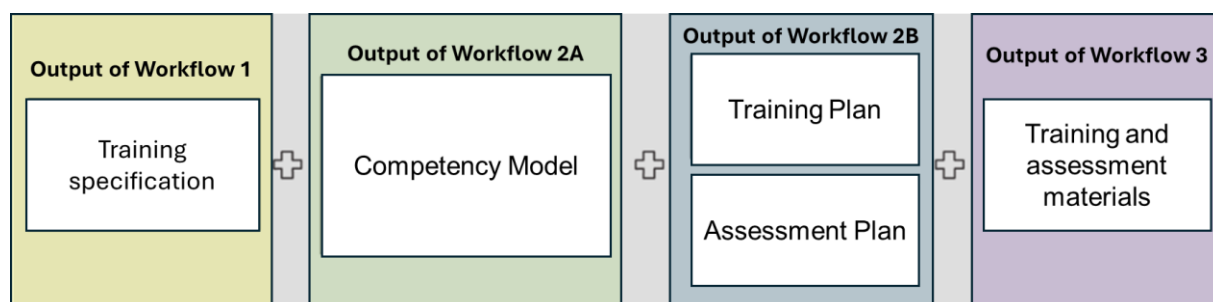 Output of Workflow 1
Training
specification
Output of Workflow 2A
Competency Model
Output of Workflow 2B
Training Plan
Assessment Plan
Output of Workflow 3
Training and
assessment
materials